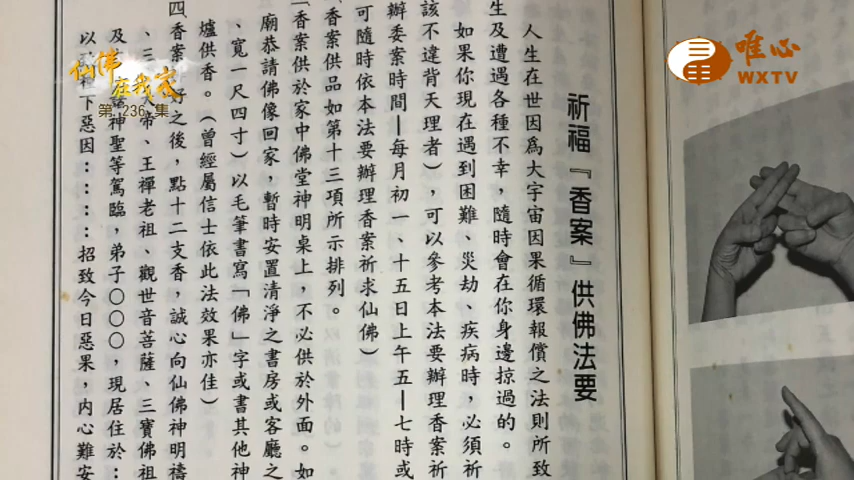 祈福『香案』供佛法要
人生在世因為大宇宙因果循環報償之法則所致
生及遭遇各種不幸，隨時會在你身邊掠過的。
如果你現在遇到困難、災劫、疾病時，必須祈
該不違背天理者），可以參考本法要辦理香案祈
辦委案時間—每月初一、十五日上午五—七時或
可隨時依本法要辦理香案祈求仙佛）
香案供品如第十三項所示排列。
香案供於家中佛堂神明桌上，不必供於外面。如
廟恭請佛像回家，暫時安置清淨之書房或客廳之
、寬一尺四寸）以毛筆書寫「佛」字或書其他神
爐供香。（曾經屬信士依此法效果亦佳）
四、香案 好之後，點十二支香，誠心向仙佛神明禱
、三 帝、王禪老祖、觀世音菩薩、三寶佛祖
及 神聖等駕臨，弟子○○○，現居住於：
以 下惡因：：：：招致今日惡果，內心難安
仙佛
在我家
第 236 集
唯心
WXTV